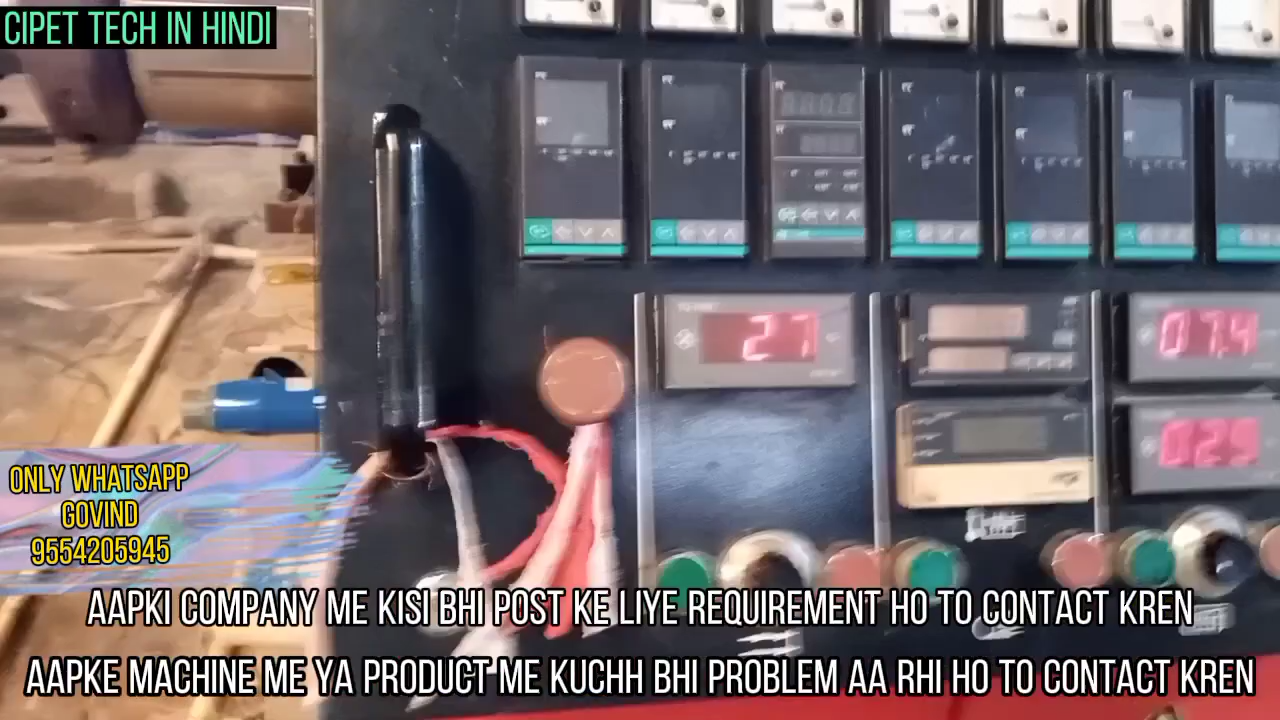 CIPET TECH IN HINDI
27
07.4
02.5
ONLY WHATSAPP
GOVIND
9554205945
AAPKI COMPANY ME KISI BHI POST KE LIYE REQUIREMENT HO TO CONTACT KREN
AAPKE MACHINE ME YA PRODUCT ME KUCHH BHI PROBLEM AA RHI HO TO CONTACT KREN